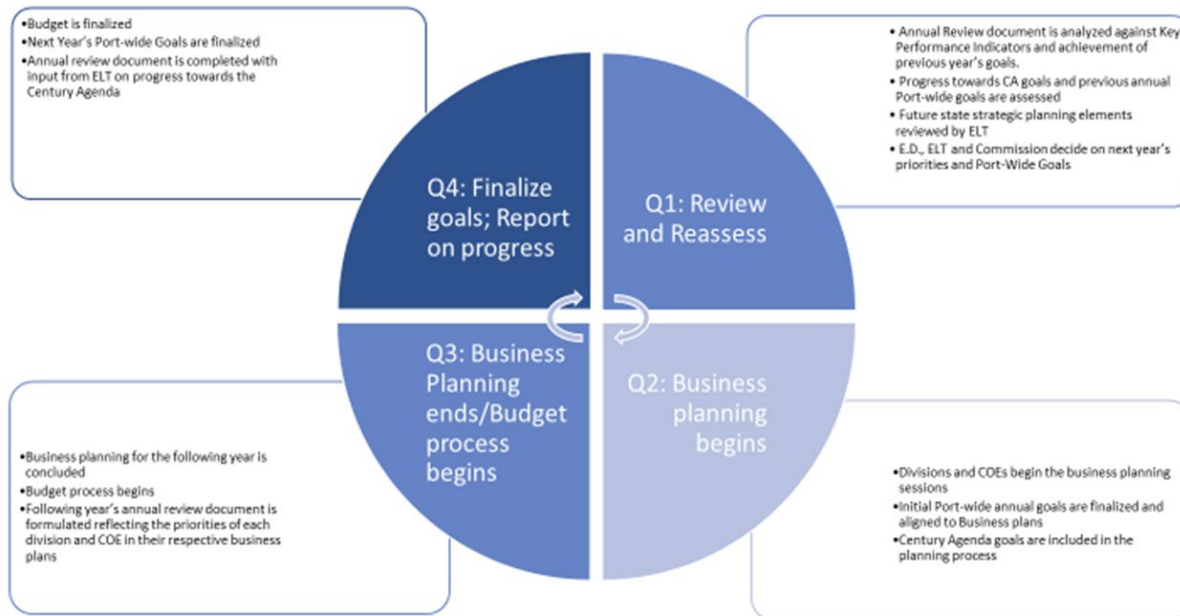 •Budget is finalized
•Next Year's Port-wide Goals are finalized
•Annual review document is completed with
input from ELT on progress towards the
Century Agenda
• Annual Review document is analyzed against Key
Performance Indicators and achievement of
previous year's goals.
• Progress towards CA goals and previous annual
Port-wide goals are assessed
• Future state strategic planning elements
reviewed by ELT
• E.D., ELT and Commission decide on next year's
priorities and Port-Wide Goals
Q4: Finalize
goals; Report
on progress
Q1: Review
and Reassess
Q3: Business
Planning
ends/Budget
process
begins
Q2: Business
planning
begins
•Business planning for the following year is
concluded
•Budget process begins
•Following year's annual review document is
formulated reflecting the priorities of each
division and COE in their respective business
plans
•Divisions and COEs begin the business planning
sessions
•Initial Port-wide annual goals are finalized and
aligned to Business plans
•Century Agenda goals are included in the
planning process